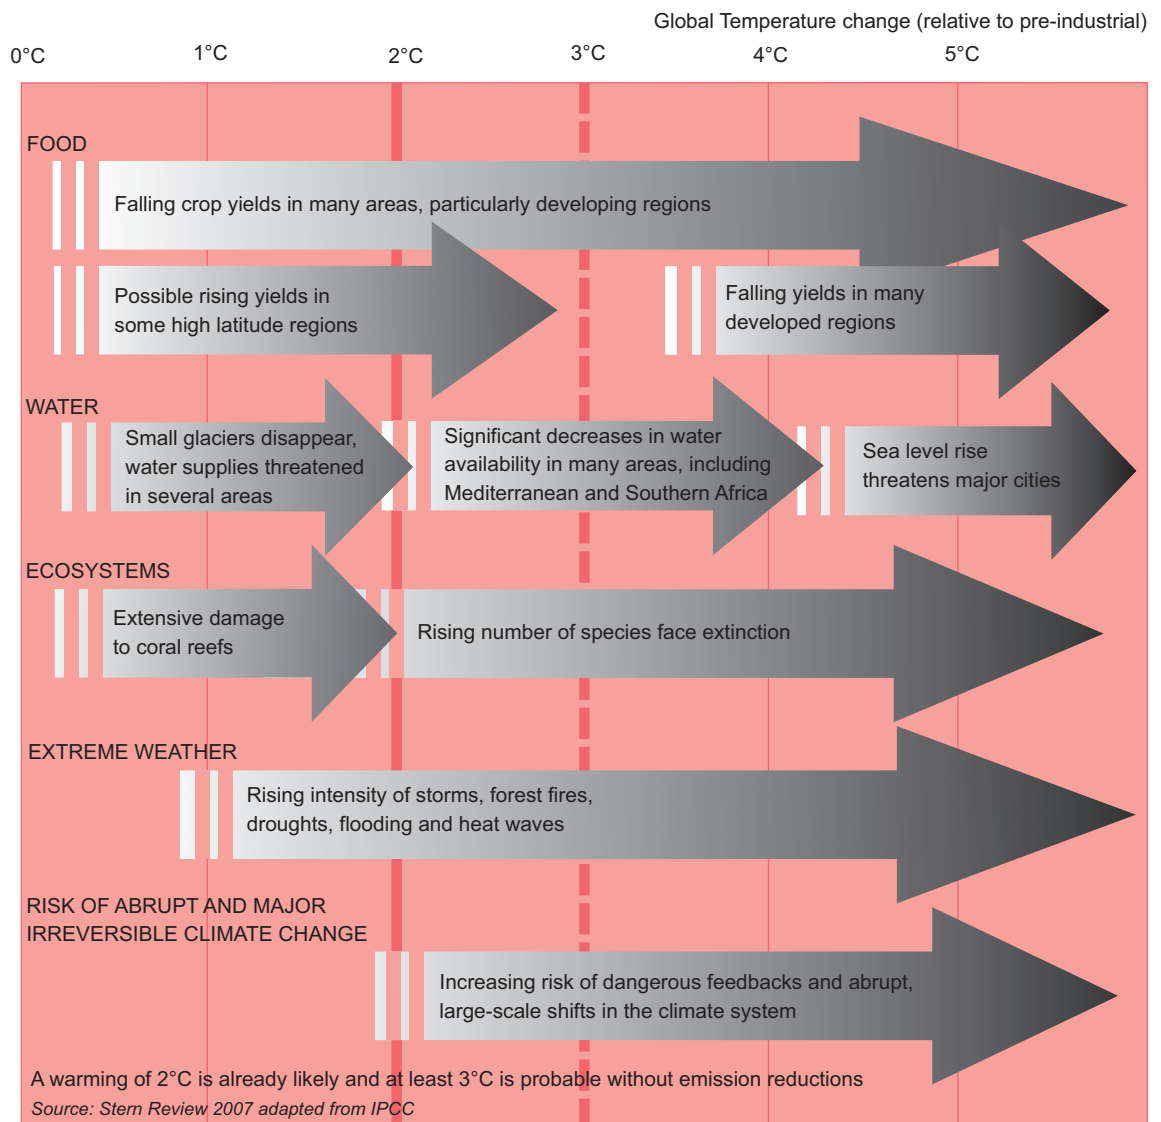 Global Temperature change (relative to pre-industrial)
0°C 1°C 2°C 3°C 4°C 5°C
FOOD
Falling crop yields in many areas, particularly developing regions
Possible rising yields in
some high latitude regions
Falling yields in many
developed regions
WATER
Small glaciers disappear,
water supplies threatened
in several areas
Significant decreases in water
availability in many areas, including
Mediterranean and Southern Africa
Sea level rise
threatens major cities
ECOSYSTEMS
Extensive damage
to coral reefs
Rising number of species face extinction
EXTREME WEATHER
Rising intensity of storms, forest fires,
droughts, flooding and heat waves
RISK OF ABRUPT AND MAJOR
IRREVERSIBLE CLIMATE CHANGE
Increasing risk of dangerous feedbacks and abrupt,
large-scale shifts in the climate system
A warming of 2°C is already likely and at least 3°C is probable without emission reductions
Source: Stern Review 2007 adapted from IPCC